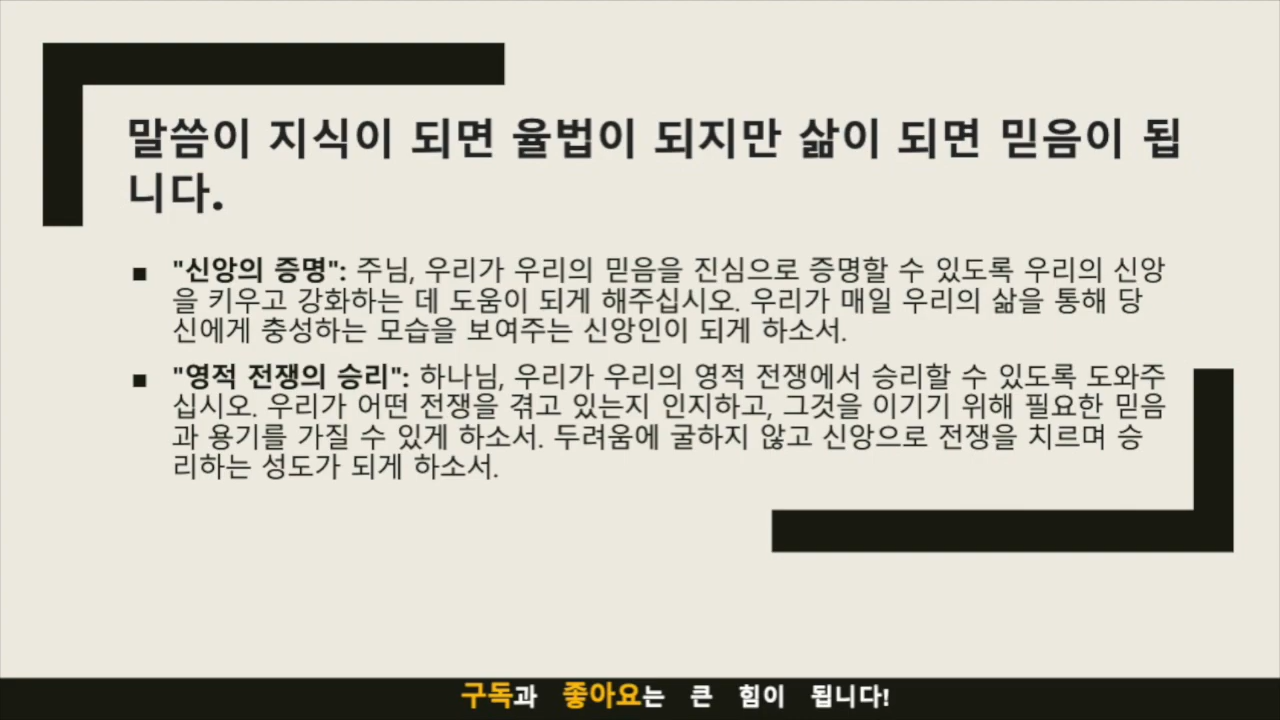 말씀이 지식이 되면 율법이 되지만 삶이 되면 믿음이 됩
니다.
■ "신앙의 증명": 주님, 우리가 우리의 믿음을 진심으로 증명할 수 있도록 우리의 신앙
을 키우고 강화하는 데 도움이 되게 해주십시오. 우리가 매일 우리의 삶을 통해 당
신에게 충성하는 모습을 보여주는 신앙인이 되게 하소서.
■ "영적 전쟁의 승리": 하나님, 우리가 우리의 영적 전쟁에서 승리할 수 있도록 도와주
십시오. 우리가 어떤 전쟁을 겪고 있는지 인지하고, 그것을 이기기 위해 필요한 믿음
과 용기를 가질 수 있게 하소서. 두려움에 굴하지 않고 신앙으로 전쟁을 치르며 승
리하는 성도가 되게 하소서.
구독과 좋아요는 큰 힘이 됩니다!